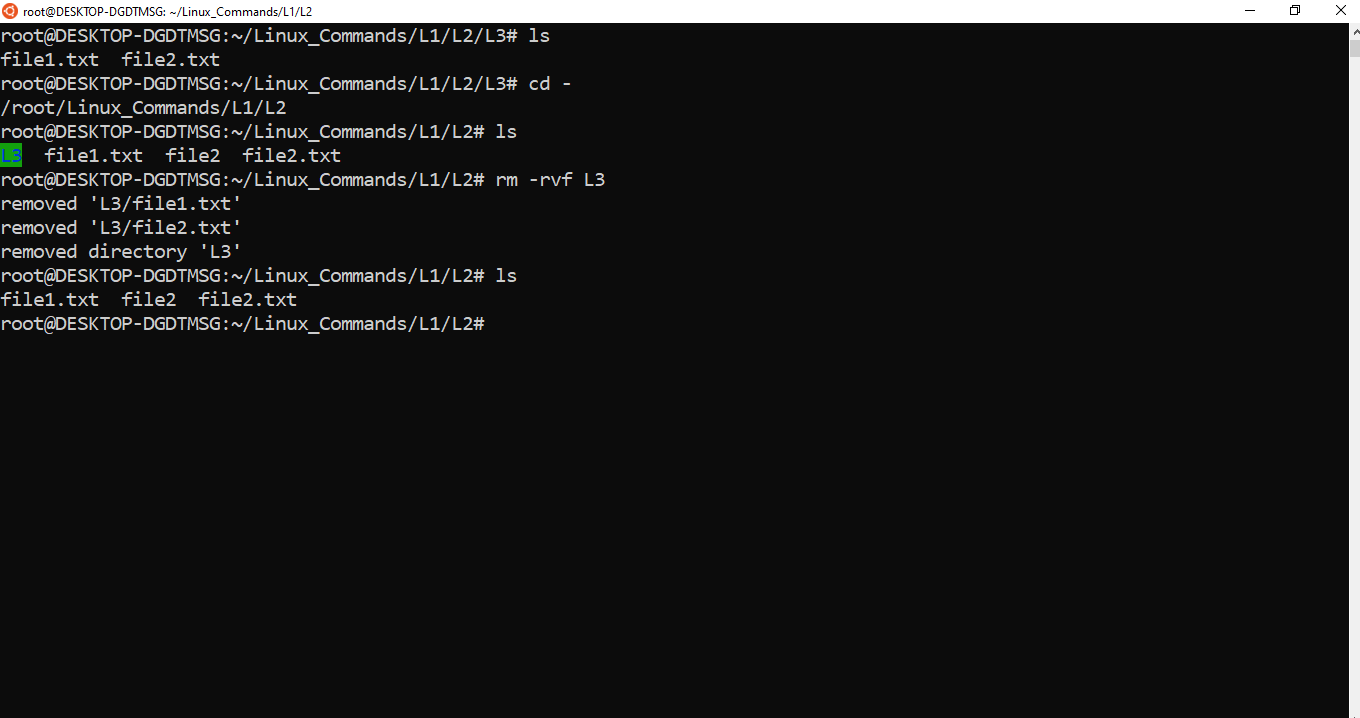 root@DESKTOP-DGDTMSG: ~/Linux_Commands/L1/L2
root@DESKTOP-DGDTMSG:~/Linux_Commands/L1/L2/L3# ls
file1.txt  file2.txt
root@DESKTOP-DGDTMSG:~/Linux_Commands/L1/L2/L3# cd -
/root/Linux_Commands/L1/L2
root@DESKTOP-DGDTMSG:~/Linux_Commands/L1/L2# ls
L3  file1.txt  file2  file2.txt
root@DESKTOP-DGDTMSG:~/Linux_Commands/L1/L2# rm -rvf L3
removed 'L3/file1.txt'
removed 'L3/file2.txt'
removed directory 'L3'
root@DESKTOP-DGDTMSG:~/Linux_Commands/L1/L2# ls
file1.txt  file2  file2.txt
root@DESKTOP-DGDTMSG:~/Linux_Commands/L1/L2#